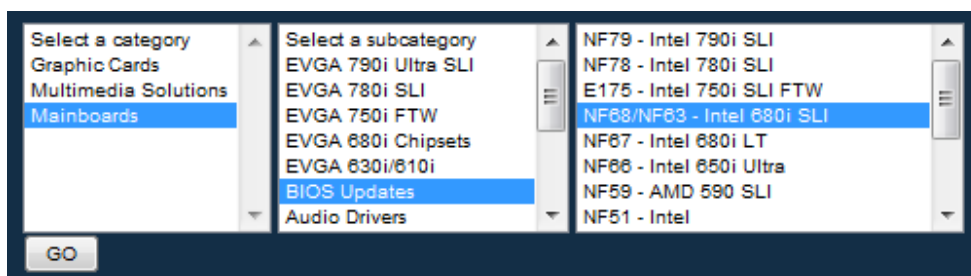 Select a category
Graphic Cards
Multimedia Solutions
Mainboards
Select a subcategory
EVGA 790i Ultra SLI
EVGA 780i SLI
EVGA 750i FTW
EVGA 680i Chipsets
EVGA 630i/610i
BIOS Updates
Audio Drivers
NF79 - Intel 790i SLI
NF78 - Intel 780i SLI
E175 - Intel 750i SLI FTW
NF68/NF63 - Intel 680i SLI
NF67 - Intel 680i LT
NF66 - Intel 650i Ultra
NF59 - AMD 590 SLI
NF51 - Intel
GO